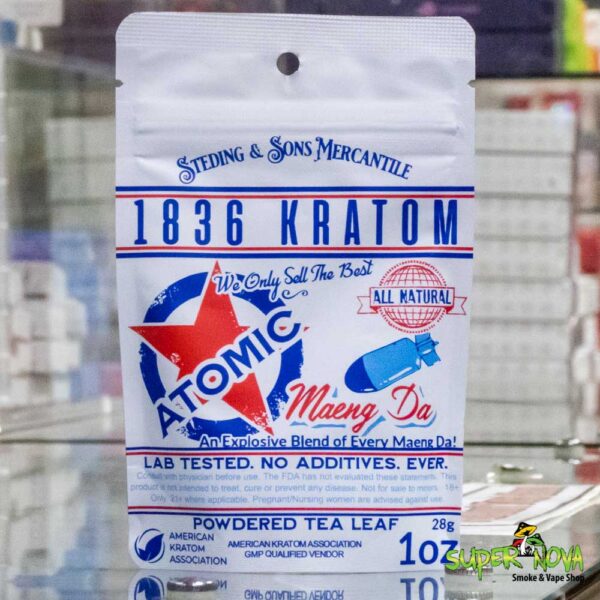 STEDING & SONS MERCANTILE
1836 KRATOM
We Only Sell The Best
ALL NATURAL
ATOMIC
Maeng Da
An Explosive Blend of Every Maeng Da!
LAB TESTED. NO ADDITIVES. EVER.
Consult with physician before use. The FDA has not evaluated these statements. This
product is not intended to treat, cure or prevent any disease. Not for sale to minors. 18+
Only. 21+ where applicable. Pregnant/Nursing women are advised against use.
POWDERED TEA LEAF 28g
AMERICAN
KRATOM
ASSOCIATION
AMERICAN KRATOM ASSOCIATION
GMP QUALIFIED VENDOR
1oz
SUPER NOVA
Smoke & Vape Shop
GMP QUALIFIED VENDOR